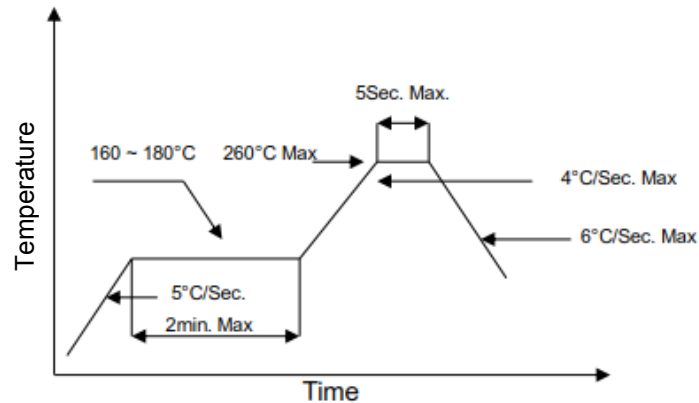 5Sec. Max.
160 ~ 180°C
260°C Max
4°C/Sec. Max
6°C/Sec. Max
5°C/Sec.
2min. Max
Temperature
Time